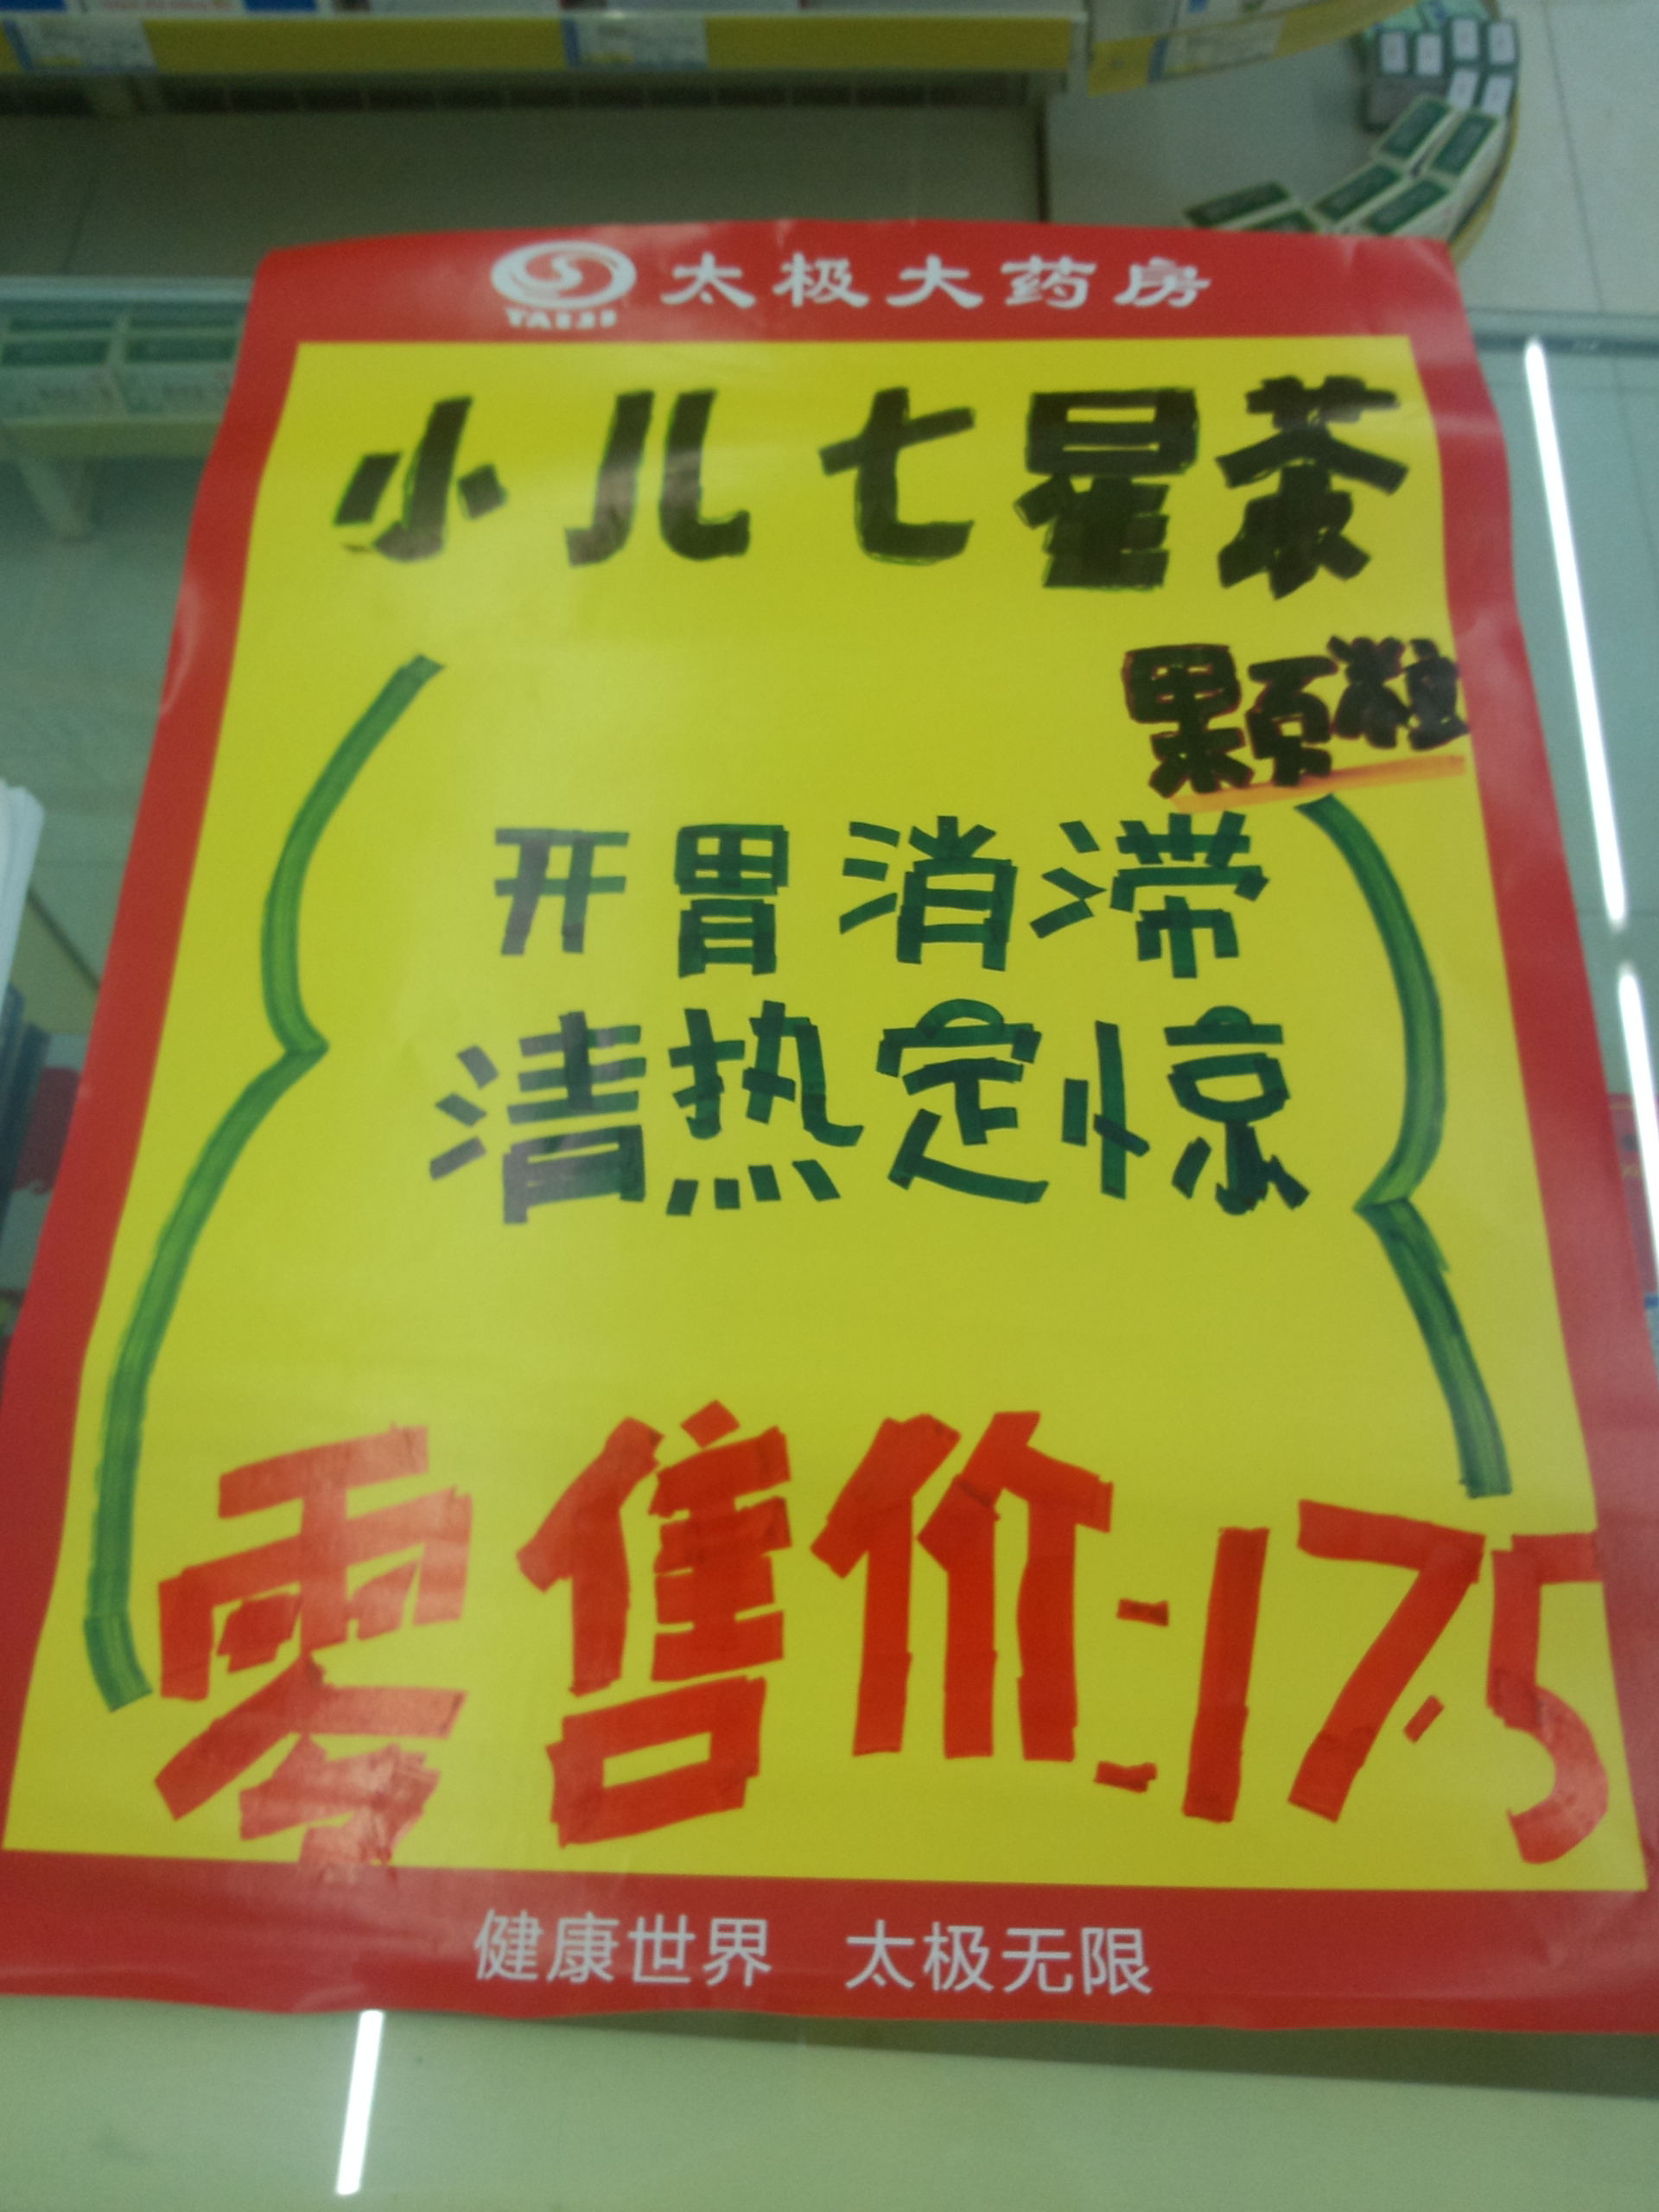 TAIJI 太极大药房
小儿七星茶
颗粒
开胃消滞
清热定惊
零售价:17.5
健康世界 太极无限